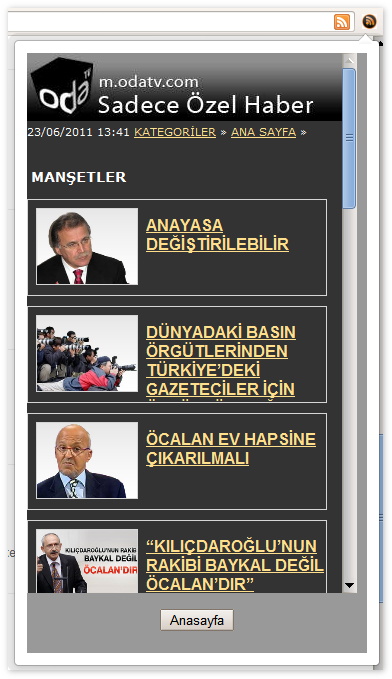 oda TV
m.odatv.com
Sadece Özel Haber
23/06/2011 13:41 KATEGORİLER » ANA SAYFA »
MANŞETLER
ANAYASA
DEĞİŞTİRİLEBİLİR
DÜNYADAKİ BASIN
ÖRGÜTLERİNDEN
TÜRKİYE'DEKİ
GAZETECİLER İÇİN
ÖCALAN EV HAPSİNE
ÇIKARILMALI
KILIÇDAROĞLU'NUN RAKİBİ
BAYKAL DEĞİL
ÖCALAN'DIR
“KILIÇDAROĞLU’NUN
RAKİBİ BAYKAL DEĞİL
ÖCALAN’DIR”
Anasayfa